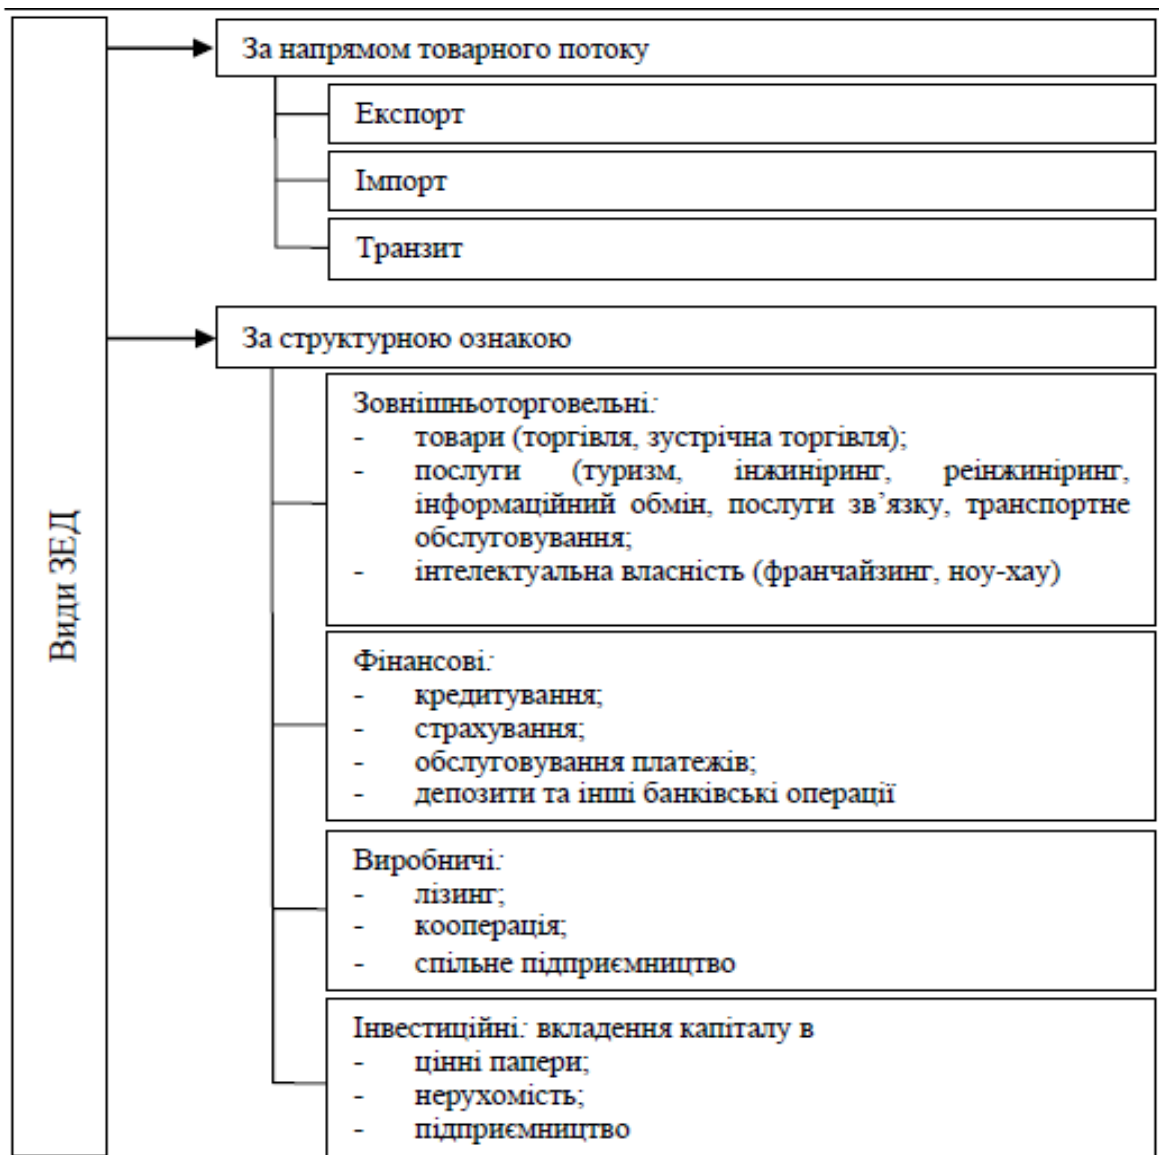 Види ЗЕД
За напрямом товарного потоку
Експорт
Імпорт
Транзит
За структурною ознакою
Зовнішньоторговельні:
- товари (торгівля, зустрічна торгівля);
- послуги (туризм, інжиніринг, реінжиніринг,
інформаційний обмін, послуги зв’язку, транспортне
обслуговування;
- інтелектуальна власність (франчайзинг, ноу-хау)
Фінансові:
- кредитування;
- страхування;
- обслуговування платежів;
- депозити та інші банківські операції
Виробничі:
- лізинг;
- кооперація;
- спільне підприємництво
Інвестиційні: вкладення капіталу в
- цінні папери;
- нерухомість;
- підприємництво